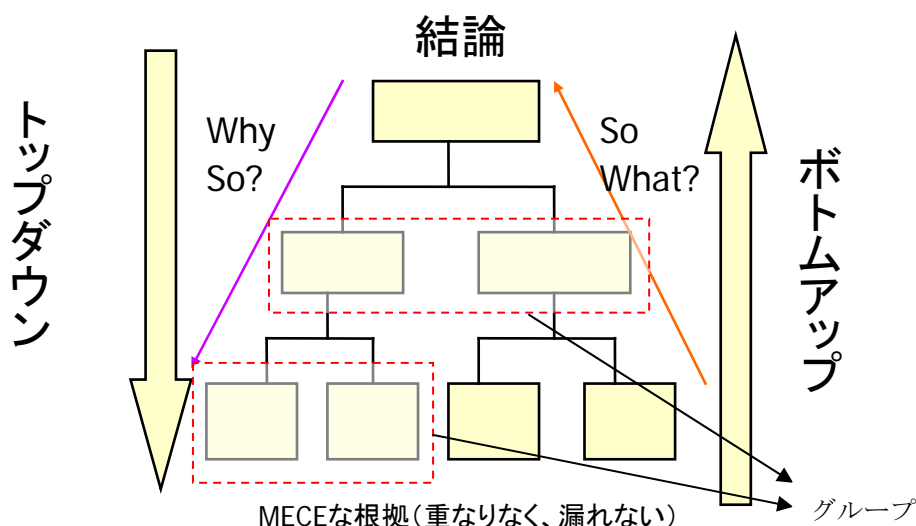 結論
トップダウン
Why
So?
So
What?
ボトムアップ
MECEな根拠(重なりなく、漏れない)
グループ